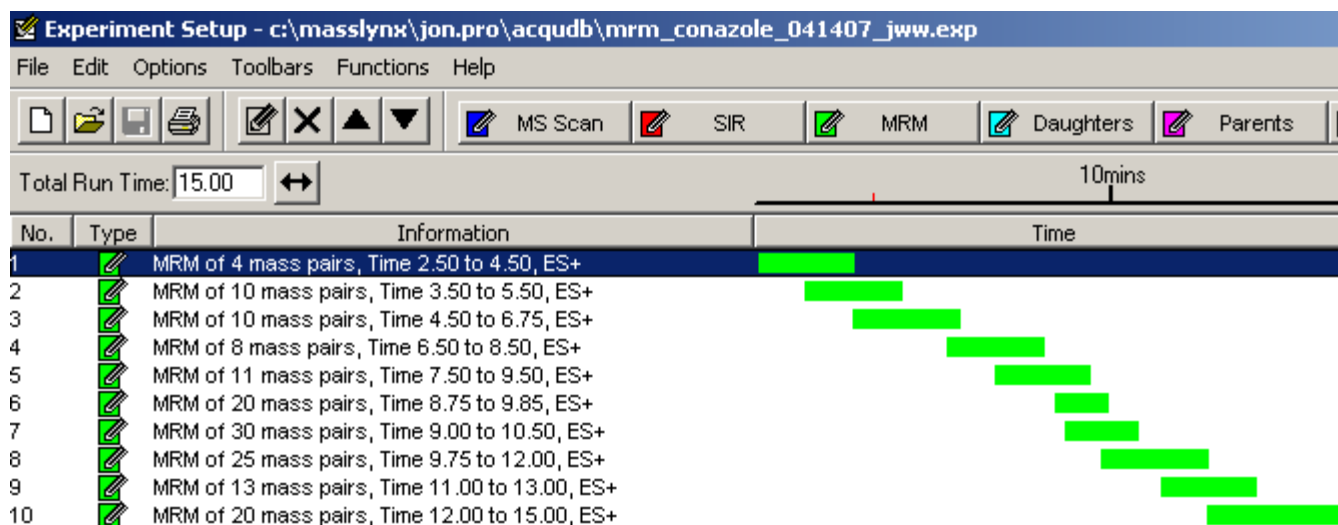 Experiment Setup - c:\masslynx\jon.pro\acqudb\mrm_conazole_041407_jww.exp
File Edit Options Toolbars Functions Help
MS Scan SIR MRM Daughters Parents
Total Run Time: 15.00 10mins
No. Type Information Time
1 MRM of 4 mass pairs, Time 2.50 to 4.50, ES+
2 MRM of 10 mass pairs, Time 3.50 to 5.50, ES+
3 MRM of 10 mass pairs, Time 4.50 to 6.75, ES+
4 MRM of 8 mass pairs, Time 6.50 to 8.50, ES+
5 MRM of 11 mass pairs, Time 7.50 to 9.50, ES+
6 MRM of 20 mass pairs, Time 8.75 to 9.85, ES+
7 MRM of 30 mass pairs, Time 9.00 to 10.50, ES+
8 MRM of 25 mass pairs, Time 9.75 to 12.00, ES+
9 MRM of 13 mass pairs, Time 11.00 to 13.00, ES+
10 MRM of 20 mass pairs, Time 12.00 to 15.00, ES+